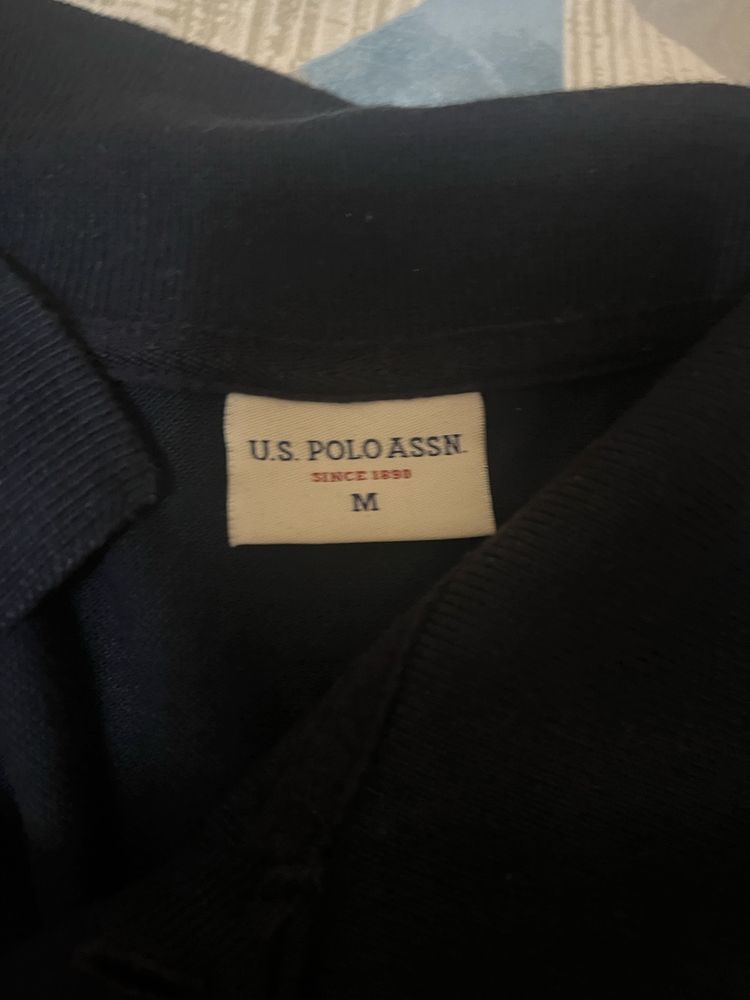 U.S. POLO ASSN.
SINCE 1890
M